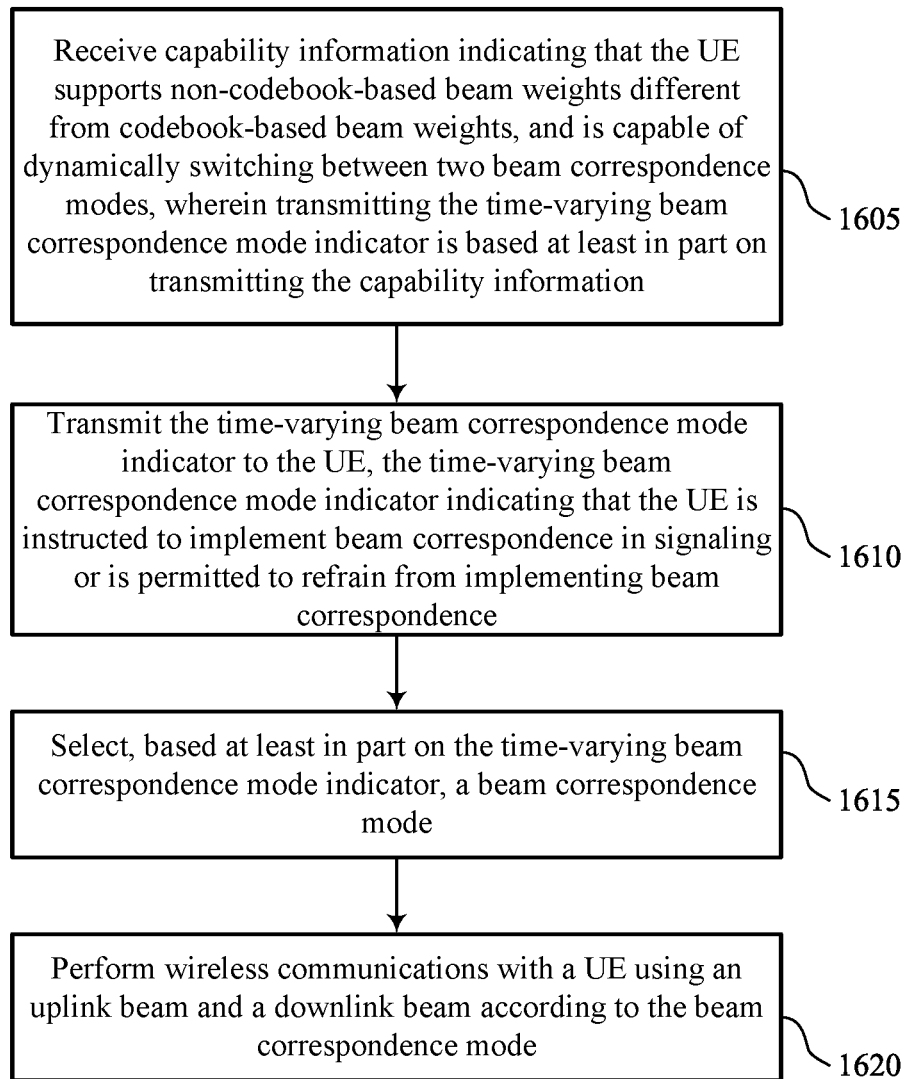 Receive capability information indicating that the UE
supports non-codebook-based beam weights different
from codebook-based beam weights, and is capable of
dynamically switching between two beam correspondence
modes, wherein transmitting the time-varying beam
correspondence mode indicator is based at least in part on
transmitting the capability information
1605
Transmit the time-varying beam correspondence mode
indicator to the UE, the time-varying beam
correspondence mode indicator indicating that the UE is
instructed to implement beam correspondence in signaling
or is permitted to refrain from implementing beam
correspondence
1610
Select, based at least in part on the time-varying beam
correspondence mode indicator, a beam correspondence
mode
1615
Perform wireless communications with a UE using an
uplink beam and a downlink beam according to the beam
correspondence mode
1620